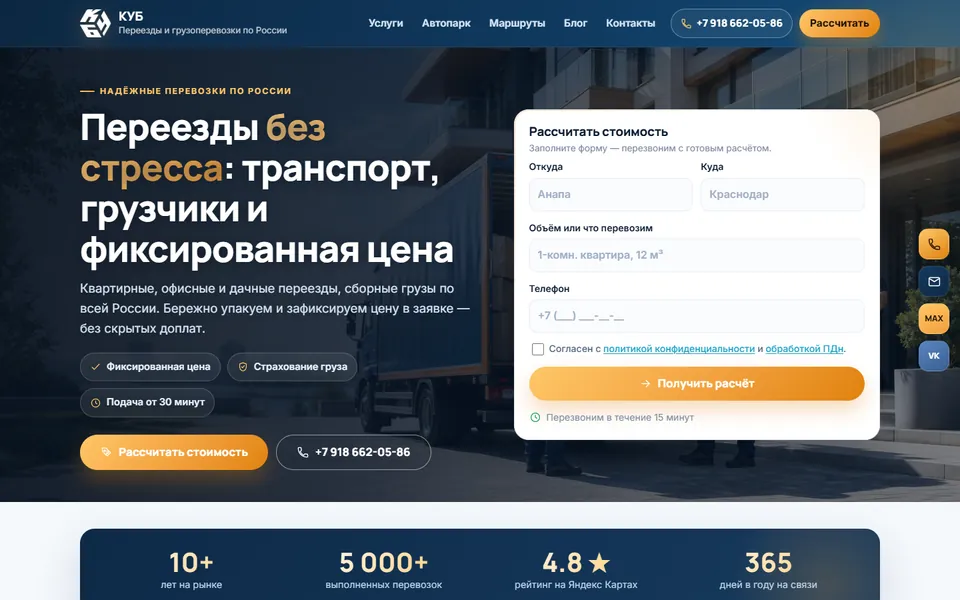 КУБ
Переезды и грузоперевозки по России
Услуги Автопарк Маршруты Блог Контакты
+7 918 662-05-86
Рассчитать
НАДЁЖНЫЕ ПЕРЕВОЗКИ ПО РОССИИ
Переезды без
стресса: транспорт,
грузчики и
фиксированная цена
Квартирные, офисные и дачные переезды, сборные грузы по
всей России. Бережно упакуем и зафиксируем цену в заявке —
без скрытых доплат.
Фиксированная цена
Страхование груза
Подача от 30 минут
Рассчитать стоимость
+7 918 662-05-86
Рассчитать стоимость
Заполните форму — перезвоним с готовым расчётом.
Откуда Куда
Анапа Краснодар
Объём или что перевозим
1-комн. квартира, 12 м³
Телефон
+7 (___) ___-__-__
Согласен с политикой конфиденциальности и обработкой ПДн.
→ Получить расчёт
Перезвоним в течение 15 минут
MAX
VK
10+ 5 000+ 4.8 ★ 365
лет на рынке выполненных перевозок рейтинг на Яндекс Картах дней в году на связи